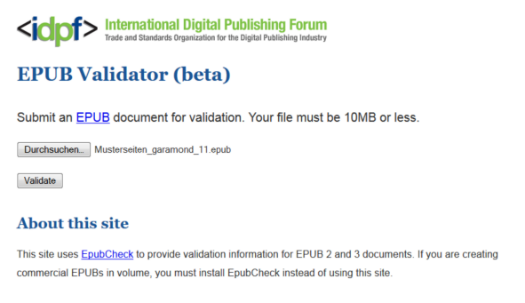 <idpf> International Digital Publishing Forum
Trade and Standards Organization for the Digital Publishing Industry
EPUB Validator (beta)
Submit an EPUB document for validation. Your file must be 10MB or less.
Durchsuchen... Musterseiten_garamond_11.epub
Validate
About this site
This site uses EpubCheck to provide validation information for EPUB 2 and 3 documents. If you are creating
commercial EPUBs in volume, you must install EpubCheck instead of using this site.